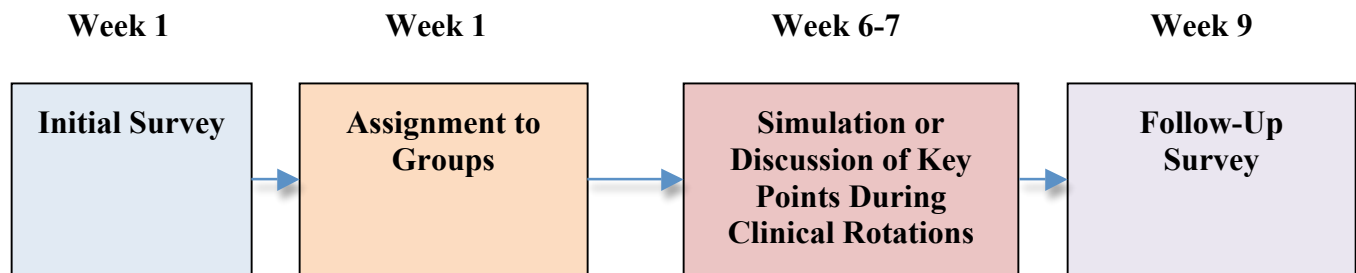 Week 1
Week 1
Week 6-7
Week 9
Initial Survey
Assignment to
Groups
Simulation or
Discussion of Key
Points During
Clinical Rotations
Follow-Up
Survey